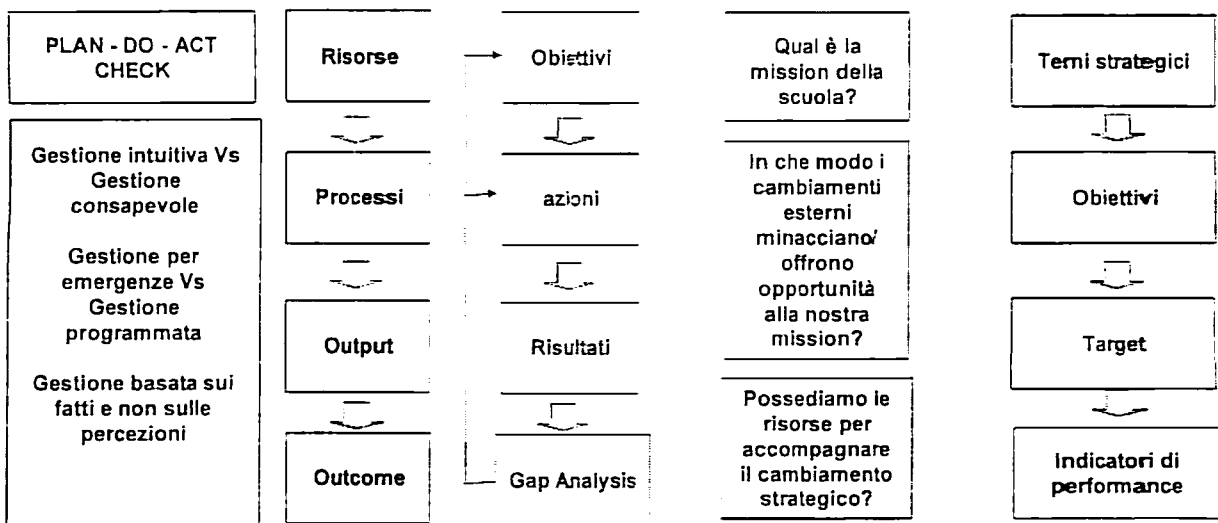 PLAN - DO - ACT
CHECK
Gestione intuitiva Vs
Gestione
consapevole
Gestione per
emergenze Vs
Gestione
programmata
Gestione basata sui
fatti e non sulle
percezioni
Risorse
Processi
Output
Outcome
Obiettivi
azioni
Risultati
Gap Analysis
Qual è la
mission della
scuola?
In che modo i
cambiamenti
esterni
minacciano/
offrono
opportunità
alla nostra
mission?
Possediamo le
risorse per
accompagnare
il cambiamento
strategico?
Temi strategici
Obiettivi
Target
Indicatori di
performance